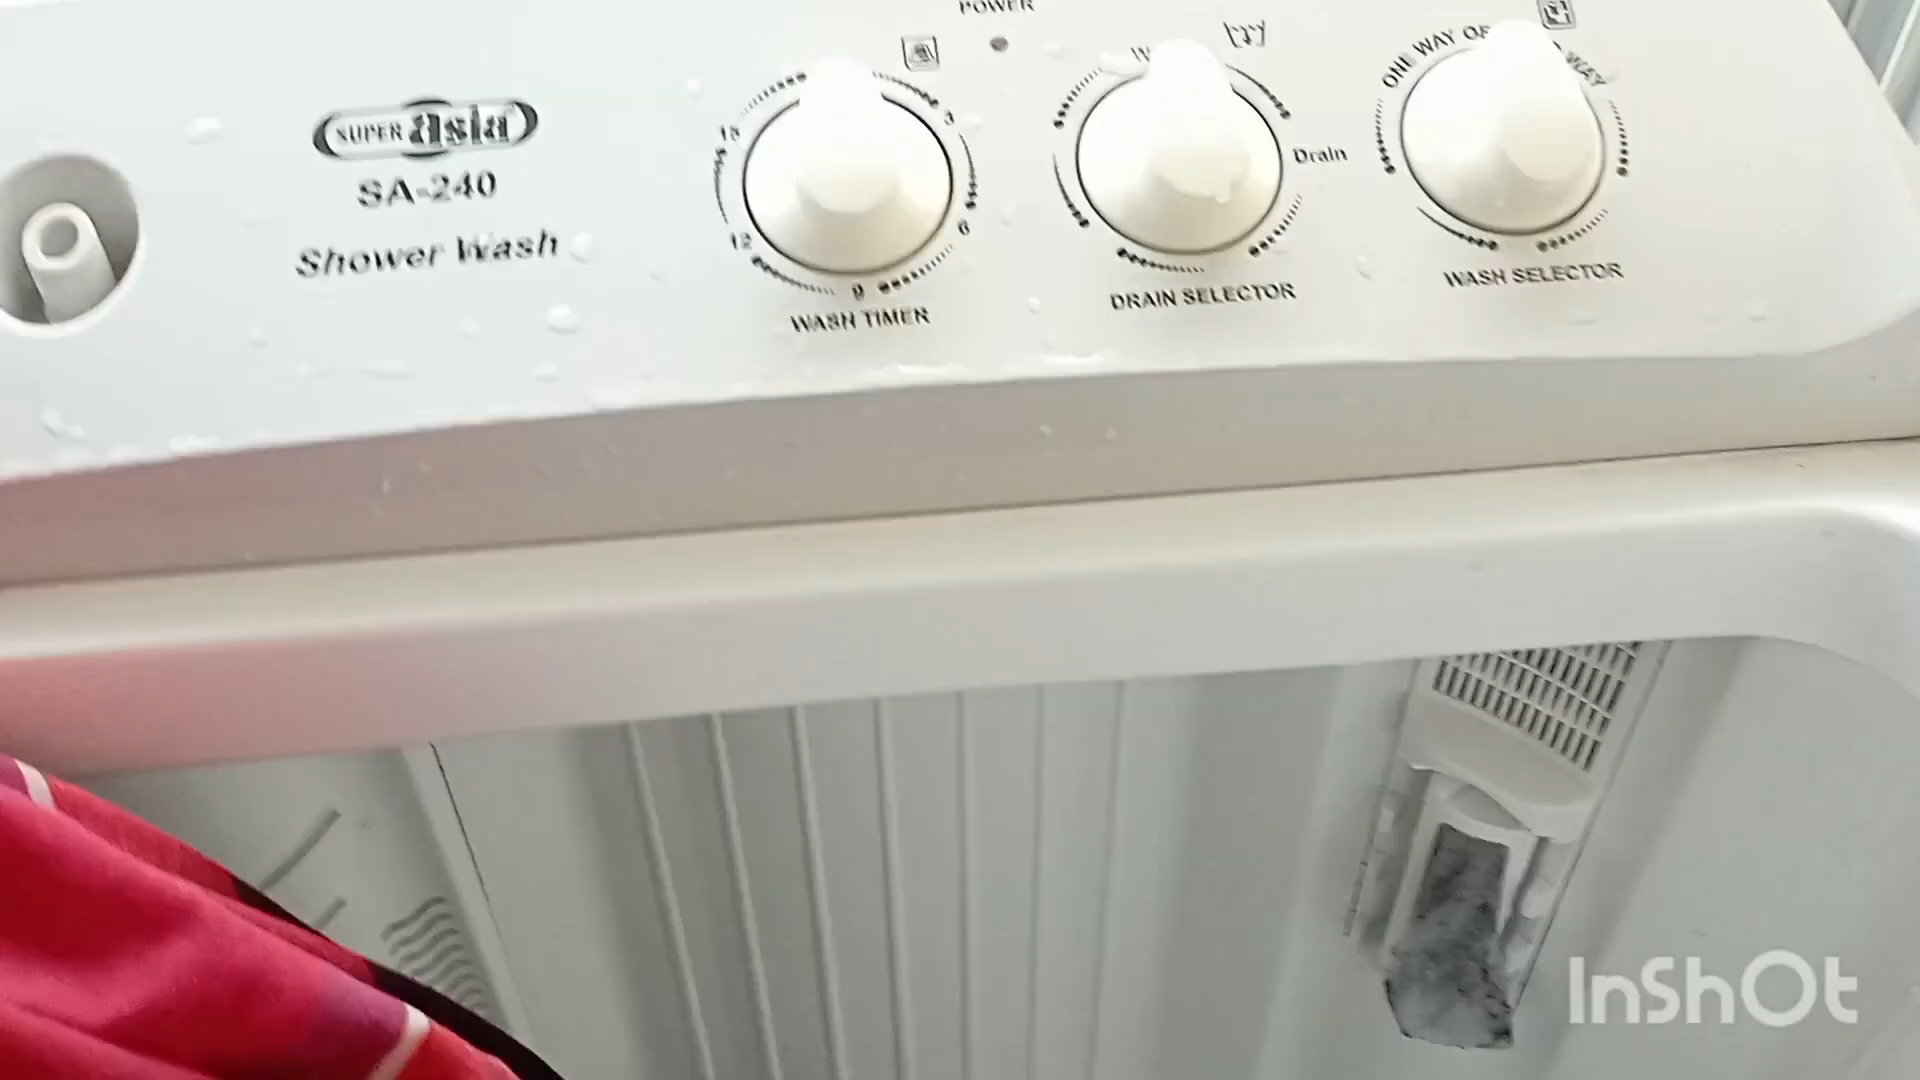 POWER
SUPER asia
SA-240
Shower Wash
3
6
9
12
15
WASH TIMER
Drain
DRAIN SELECTOR
ONE WAY OR
WAY
WASH SELECTOR
InShOt